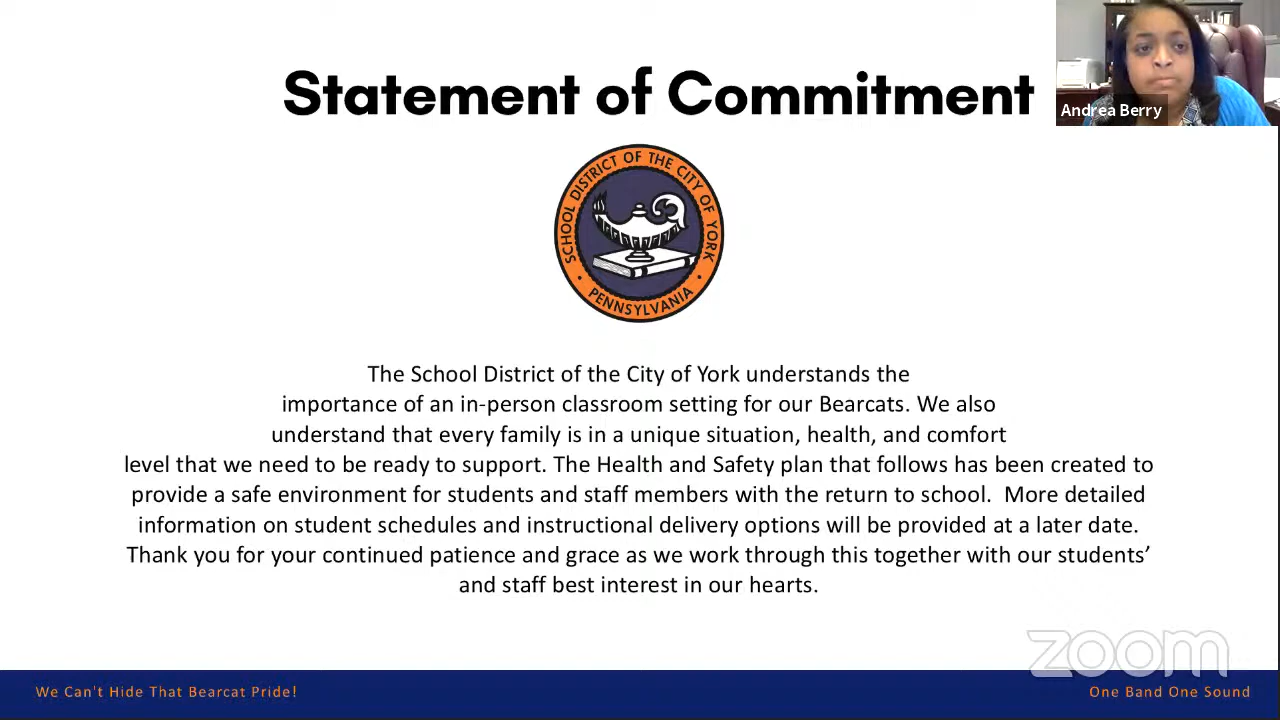 Statement of Commitment
Andrea Berry
SCHOOL DISTRICT OF THE CITY OF YORK
PENNSYLVANIA
The School District of the City of York understands the
importance of an in-person classroom setting for our Bearcats. We also
understand that every family is in a unique situation, health, and comfort
level that we need to be ready to support. The Health and Safety plan that follows has been created to
provide a safe environment for students and staff members with the return to school.  More detailed
information on student schedules and instructional delivery options will be provided at a later date.
Thank you for your continued patience and grace as we work through this together with our students’
and staff best interest in our hearts.
zoom
We Can't Hide That Bearcat Pride!
One Band One Sound